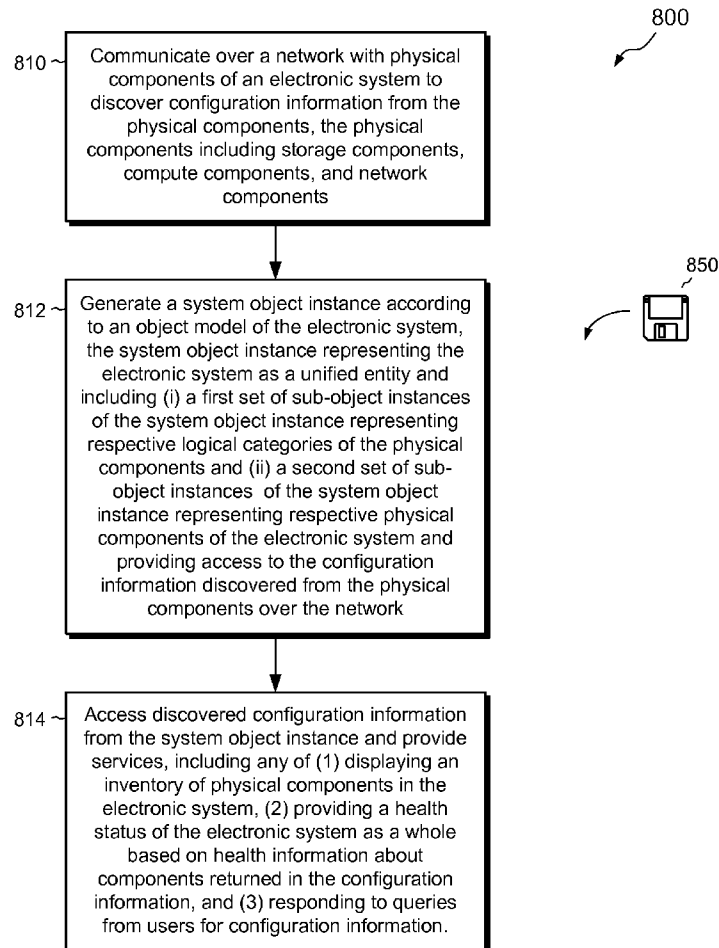 800
810
Communicate over a network with physical
components of an electronic system to
discover configuration information from the
physical components, the physical
components including storage components,
compute components, and network
components
850
812
Generate a system object instance according
to an object model of the electronic system,
the system object instance representing the
electronic system as a unified entity and
including (i) a first set of sub-object instances
of the system object instance representing
respective logical categories of the physical
components and (ii) a second set of sub-
object instances of the system object
instance representing respective physical
components of the electronic system and
providing access to the configuration
information discovered from the physical
components over the network
814
Access discovered configuration information
from the system object instance and provide
services, including any of (1) displaying an
inventory of physical components in the
electronic system, (2) providing a health
status of the electronic system as a whole
based on health information about
components returned in the configuration
information, and (3) responding to queries
from users for configuration information.